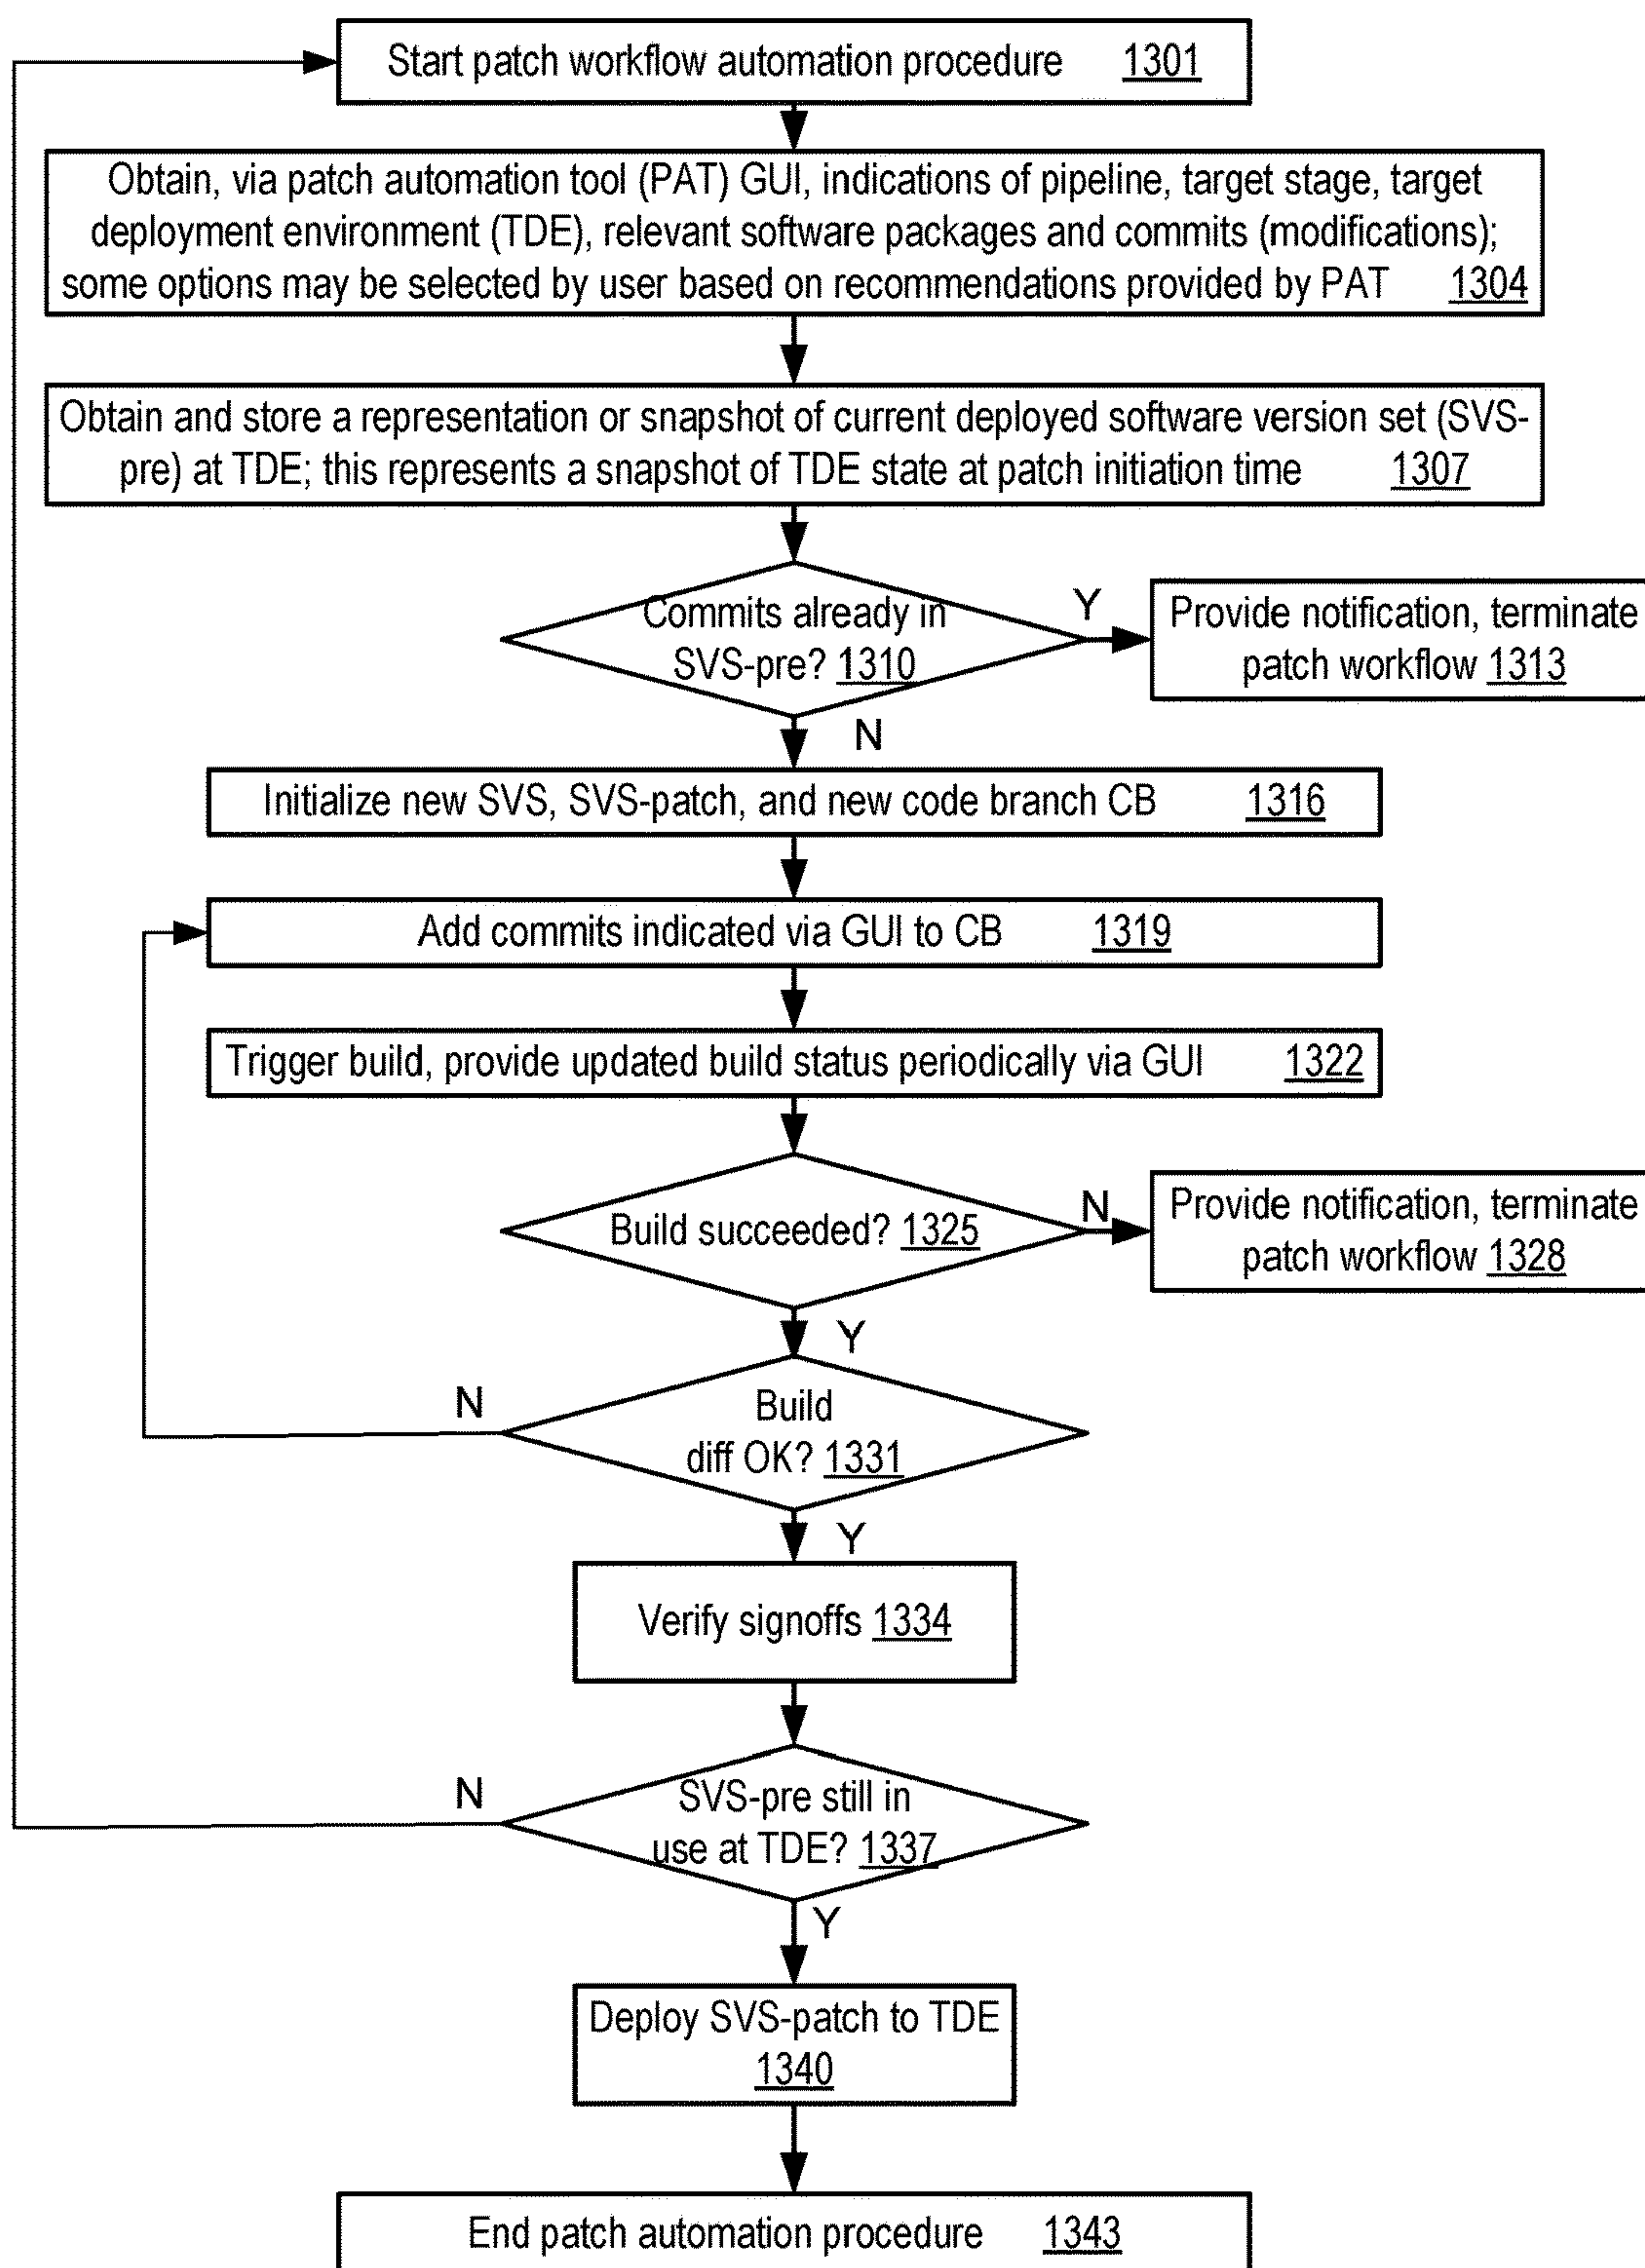 Start patch workflow automation procedure 1301
Obtain, via patch automation tool (PAT) GUI, indications of pipeline, target stage, target
deployment environment (TDE), relevant software packages and commits (modifications);
some options may be selected by user based on recommendations provided by PAT 1304
Obtain and store a representation or snapshot of current deployed software version set (SVS-
pre) at TDE; this represents a snapshot of TDE state at patch initiation time 1307
Commits already in
SVS-pre? 1310
Y
Provide notification, terminate
patch workflow 1313
N
Initialize new SVS, SVS-patch, and new code branch CB 1316
Add commits indicated via GUI to CB 1319
Trigger build, provide updated build status periodically via GUI 1322
Build succeeded? 1325
N
Provide notification, terminate
patch workflow 1328
Y
N
Build
diff OK? 1331
Y
Verify signoffs 1334
N
SVS-pre still in
use at TDE? 1337
Y
Deploy SVS-patch to TDE
1340
End patch automation procedure 1343